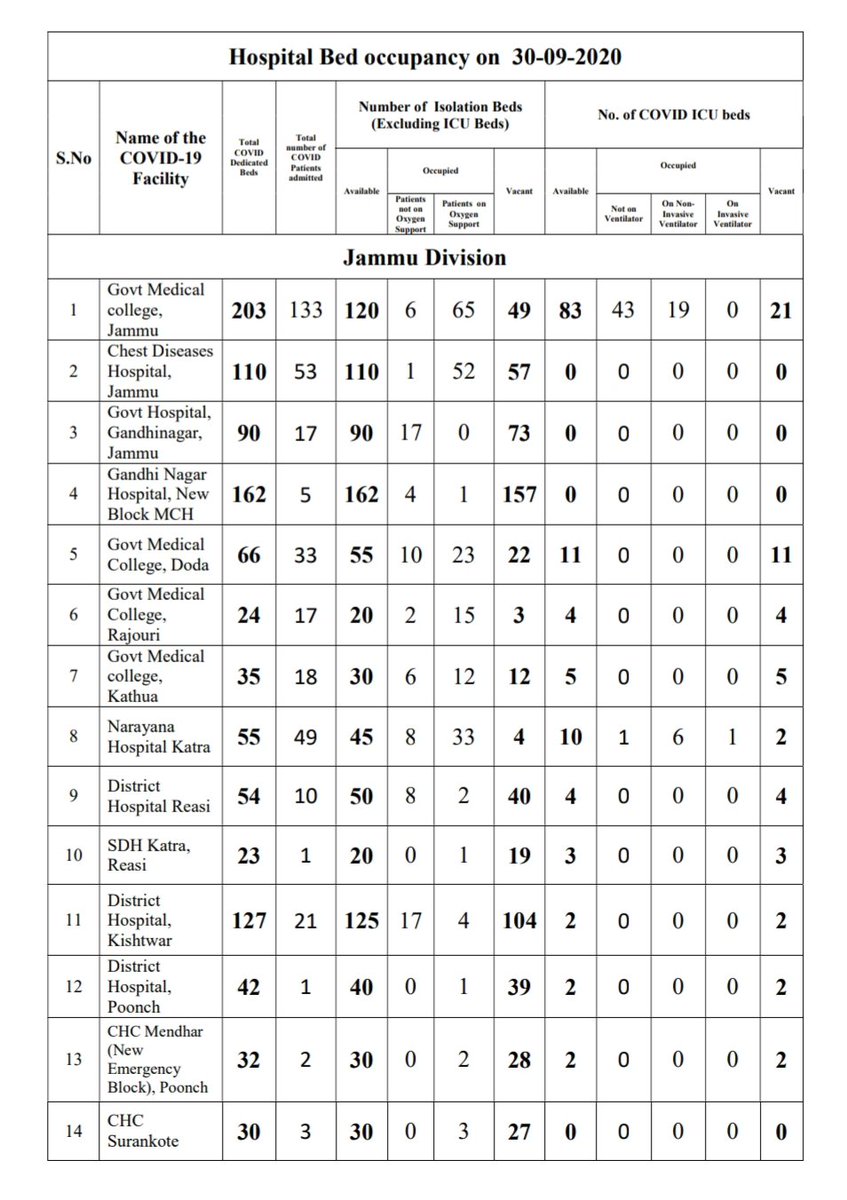 Hospital Bed occupancy on 30-09-2020
S.No
Name of the
COVID-19
Facility
Total
COVID
Dedicated
Beds
Total
number of
COVID
Patients
admitted
Number of Isolation Beds
(Excluding ICU Beds)
No. of COVID ICU beds
Available
Occupied
Vacant
Available
Occupied
Vacant
Patients
not on
Oxygen
Support
Patients on
Oxygen
Support
Not on
Ventilator
On Non-
Invasive
Ventilator
On
Invasive
Ventilator
Jammu Division
1
Govt Medical
college,
Jammu
203 133 120 6 65 49 83 43 19 0 21
2
Chest Diseases
Hospital,
Jammu
110 53 110 1 52 57 0 0 0 0 0
3
Govt Hospital,
Gandhinagar,
Jammu
90 17 90 17 0 73 0 0 0 0 0
4
Gandhi Nagar
Hospital, New
Block MCH
162 5 162 4 1 157 0 0 0 0 0
5
Govt Medical
College, Doda
66 33 55 10 23 22 11 0 0 0 11
6
Govt Medical
College,
Rajouri
24 17 20 2 15 3 4 0 0 0 4
7
Govt Medical
college,
Kathua
35 18 30 6 12 12 5 0 0 0 5
8
Narayana
Hospital Katra
55 49 45 8 33 4 10 1 6 1 2
9
District
Hospital Reasi
54 10 50 8 2 40 4 0 0 0 4
10
SDH Katra,
Reasi
23 1 20 0 1 19 3 0 0 0 3
11
District
Hospital,
Kishtwar
127 21 125 17 4 104 2 0 0 0 2
12
District
Hospital,
Poonch
42 1 40 0 1 39 2 0 0 0 2
13
CHC Mendhar
(New
Emergency
Block), Poonch
32 2 30 0 2 28 2 0 0 0 2
14
CHC
Surankote
30 3 30 0 3 27 0 0 0 0 0